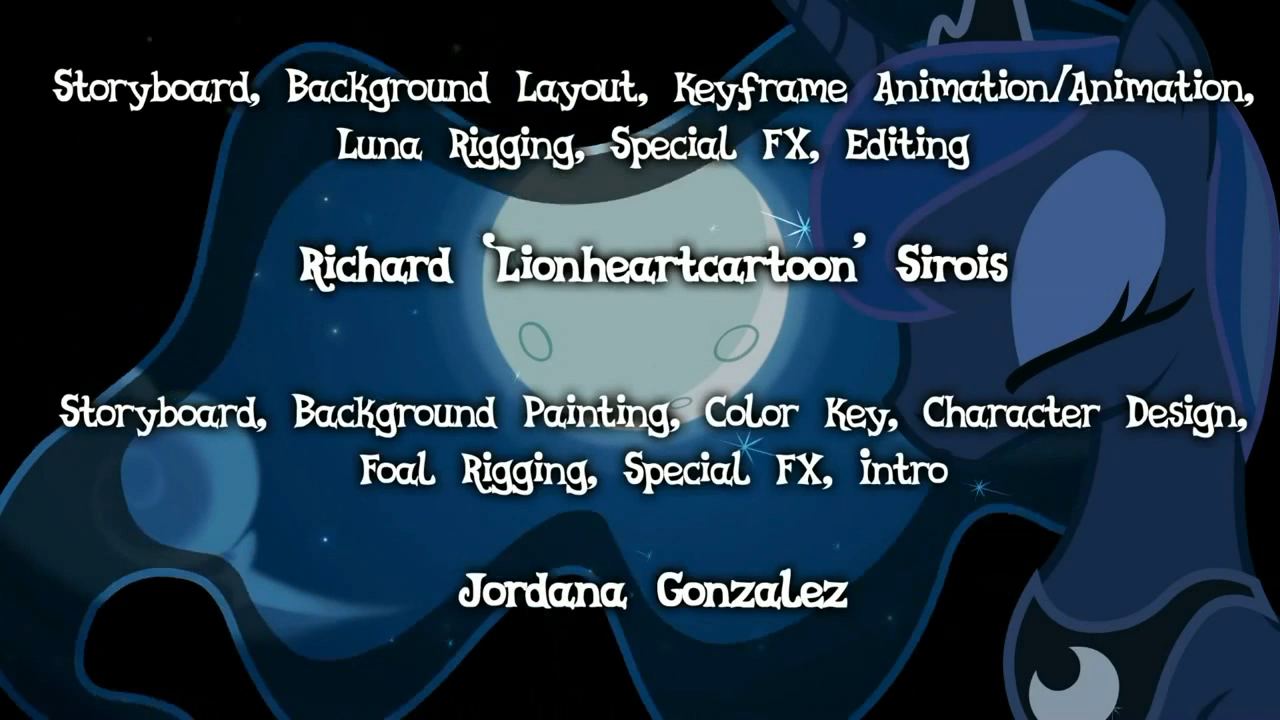 Storyboard, Background Layout, Keyframe Animation/Animation,
Luna Rigging, Special FX, Editing
Richard 'Lionheartcartoon' Sirois
Storyboard, Background Painting, Color Key, Character Design,
Foal Rigging, Special FX, Intro
Jordana Gonzalez